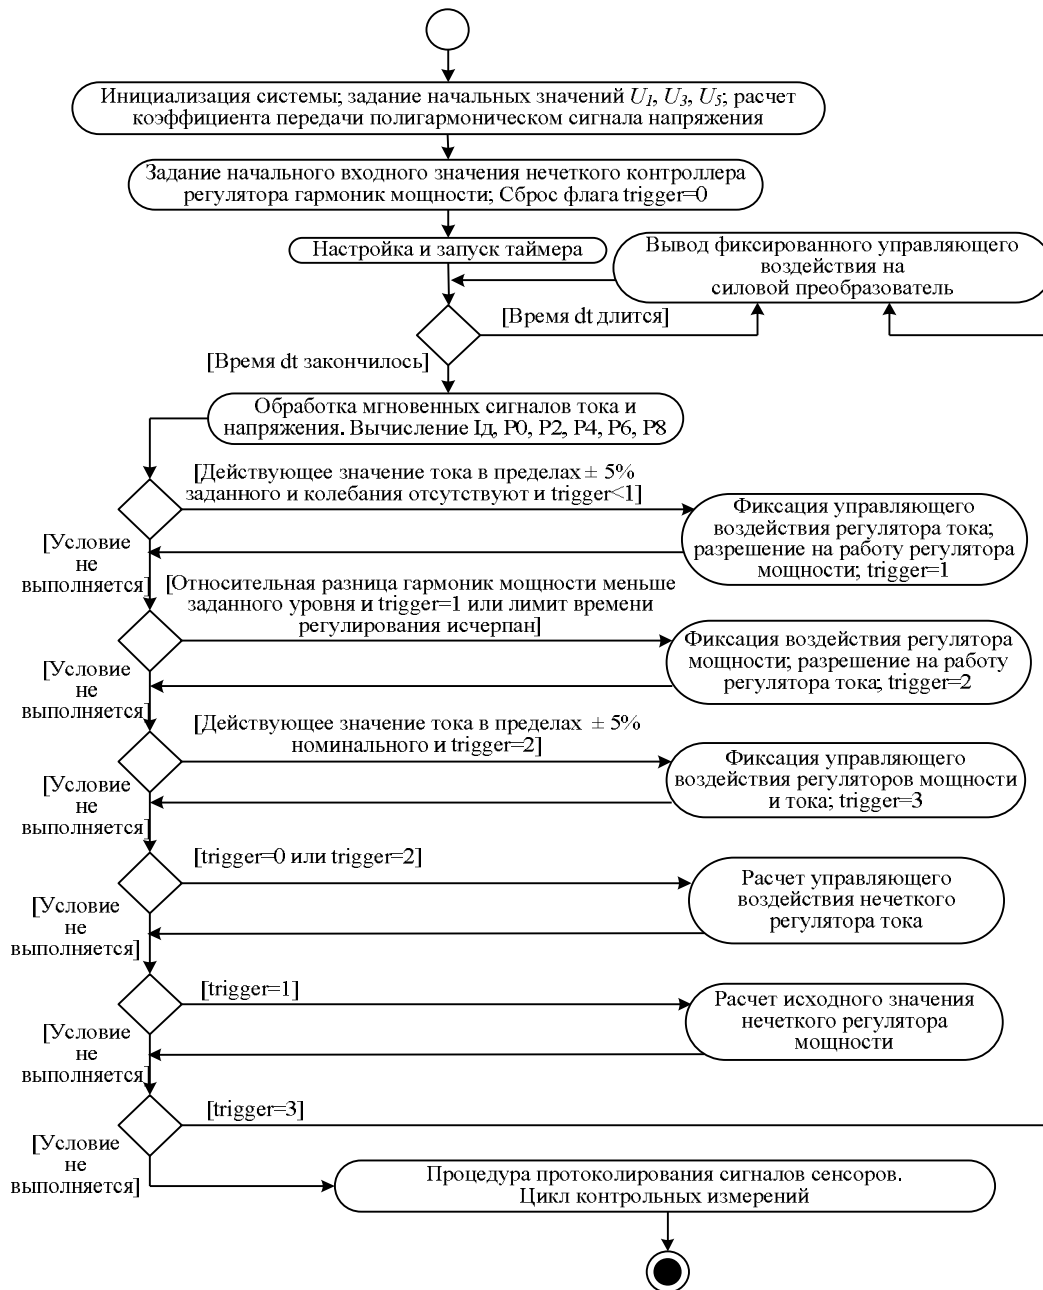 Инициализация системы; задание начальных значений U1, U3, U5; расчет
коэффициента передачи полигармоническом сигнала напряжения
Задание начального входного значения нечеткого контроллера
регулятора гармоник мощности; Сброс флага trigger=0
Настройка и запуск таймера
Вывод фиксированного управляющего
воздействия на
силовой преобразователь
[Время dt длится]
[Время dt закончилось]
Обработка мгновенных сигналов тока и
напряжения. Вычисление Iд, P0, P2, P4, P6, P8
[Действующее значение тока в пределах ± 5%
заданного и колебания отсутствуют и trigger<1]
Фиксация управляющего
воздействия регулятора тока;
разрешение на работу регулятора
мощности; trigger=1
[Условие
не
выполняется]
[Относительная разница гармоник мощности меньше
заданного уровня и trigger=1 или лимит времени
регулирования исчерпан]
Фиксация воздействия регулятора
мощности; разрешение на работу
регулятора тока; trigger=2
[Условие
не
выполняется]
[Действующее значение тока в пределах ± 5%
номинального и trigger=2]
Фиксация управляющего
воздействия регуляторов мощности
и тока; trigger=3
[Условие
не
выполняется]
[trigger=0 или trigger=2]
Расчет управляющего
воздействия нечеткого
регулятора тока
[Условие
не
выполняется]
[trigger=1]
Расчет исходного значения
нечеткого регулятора
мощности
[Условие
не
выполняется]
[trigger=3]
[Условие
не
выполняется]
Процедура протоколирования сигналов сенсоров.
Цикл контрольных измерений